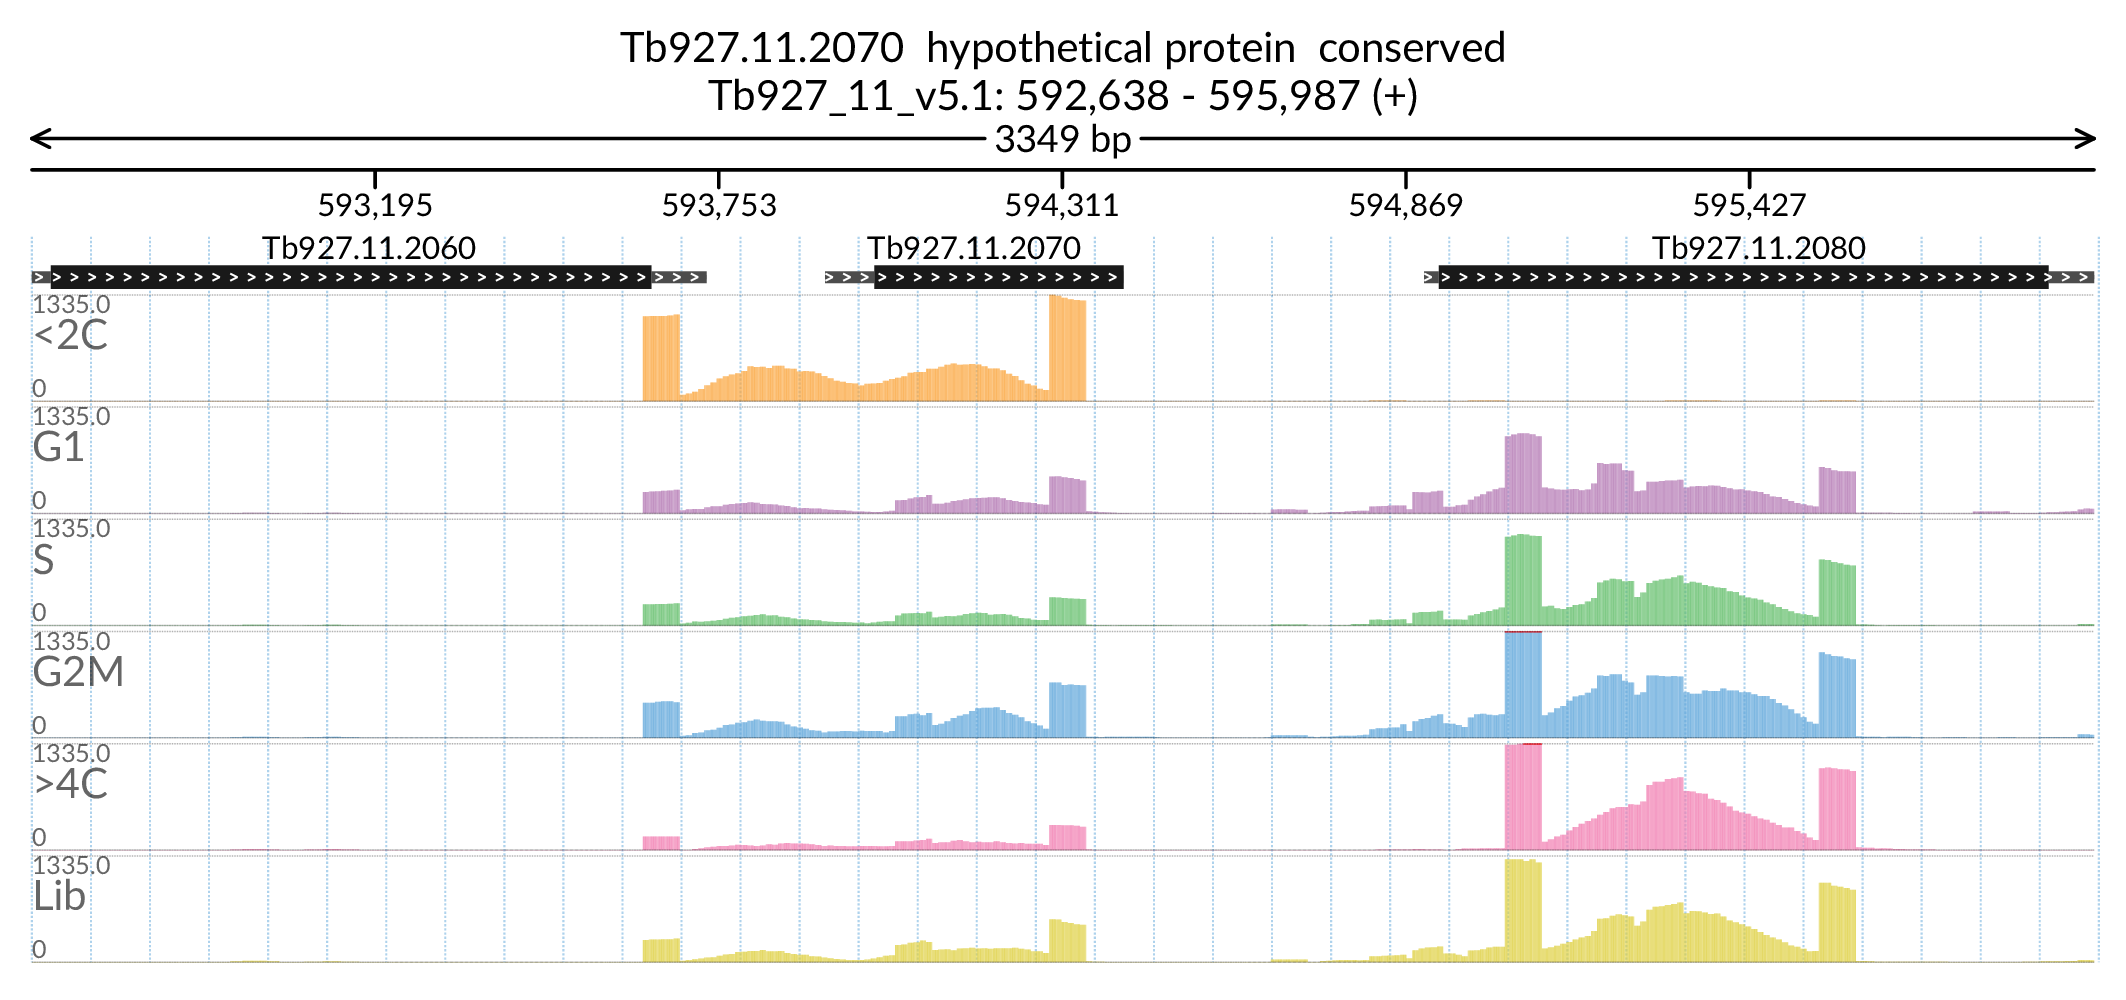 Tb927.11.2070  hypothetical protein  conserved
Tb927_11_v5.1: 592,638 - 595,987 (+)
3349 bp
593,195 593,753 594,311 594,869 595,427
Tb927.11.2060 Tb927.11.2070 Tb927.11.2080
1335.0
<2C
0
1335.0
G1
0
1335.0
S
0
1335.0
G2M
0
1335.0
>4C
0
1335.0
Lib
0